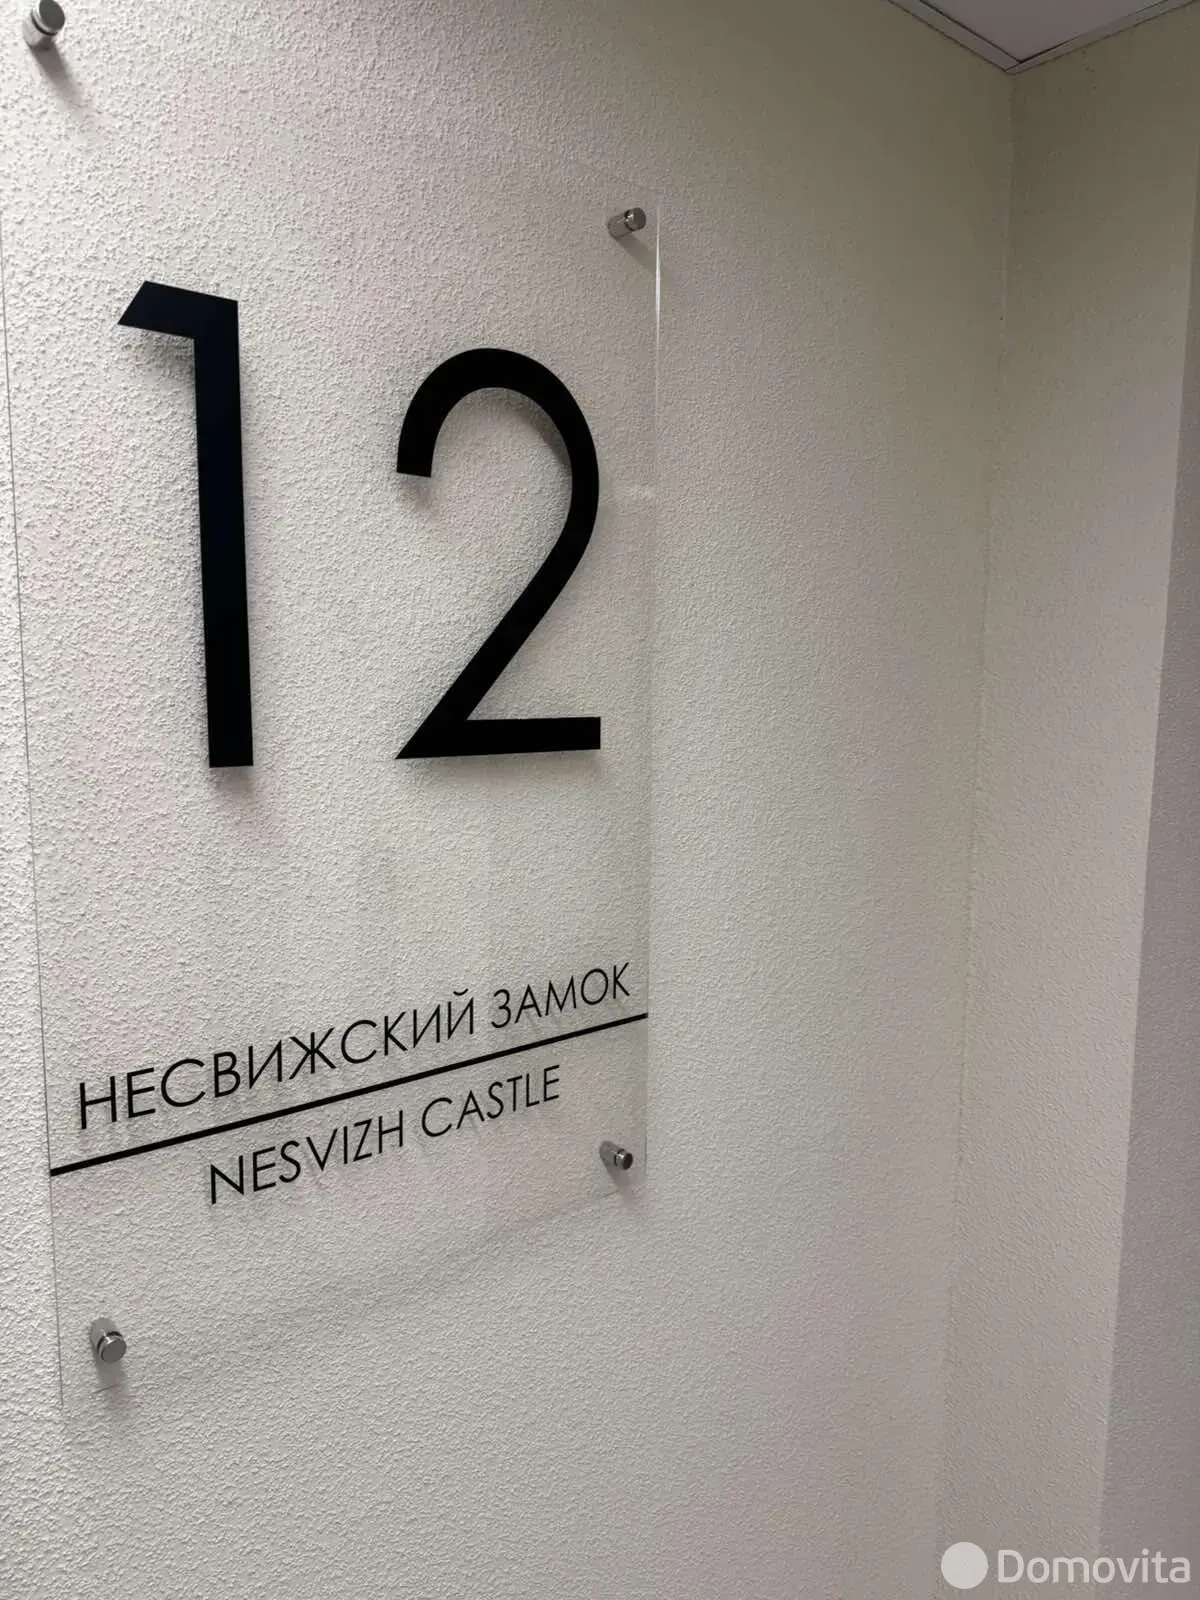 12
НЕСВИЖСКИЙ ЗАМОК
NESVIZH CASTLE
Domovita